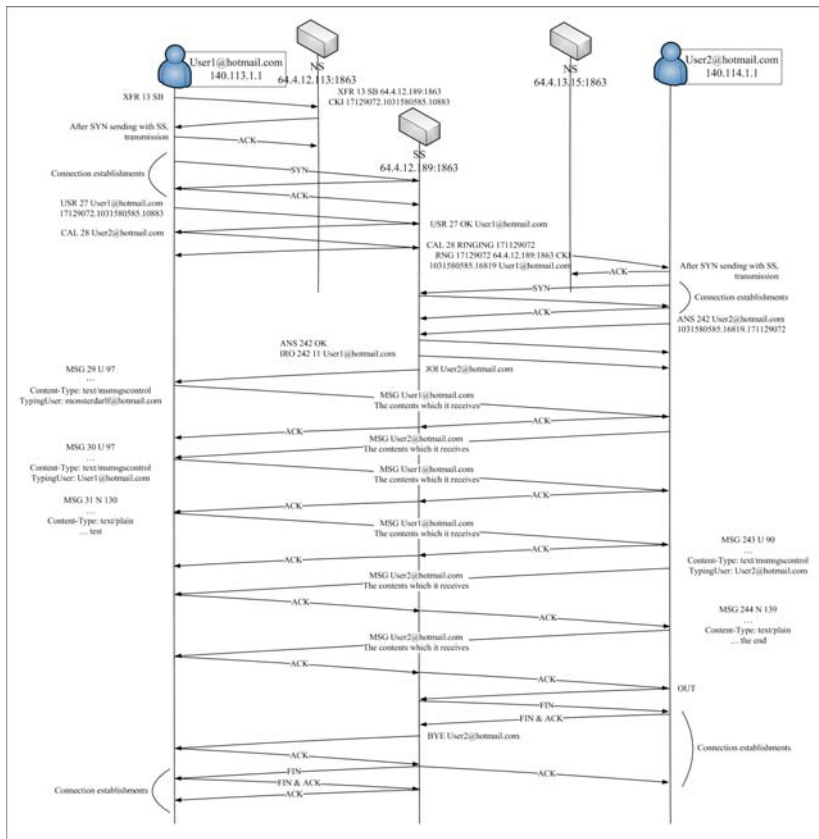 User1@hotmail.com
140.113.1.1
NS
64.4.12.113:1863
NS
64.4.13.15:1863
User2@hotmail.com
140.114.1.1
XFR 13 SB
XFR 13 SB 64.4.12.189:1863
CKI 17129072.1031580585.10883
After SYN sending with SS,
transmission
ACK
SS
64.4.12.189:1863
Connection establishments
SYN
ACK
USR 27 User1@hotmail.com
17129072.1031580585.10883
USR 27 OK User1@hotmail.com
CAL 28 User2@hotmail.com
CAL 28 RINGING 171129072
RNG 17129072 64.4.12.189:1863 CKI
1031580585.16819 User1@hotmail.com
ACK
After SYN sending with SS,
transmission
SYN
ACK
Connection establishments
ANS 242 User2@hotmail.com
1031580585.16819.171129072
ANS 242 OK
IRO 242 11 User1@hotmail.com
JOI User2@hotmail.com
MSG 29 U 97
...
Content-Type: text/msmsgscontrol
TypingUser: monsterdarlf@hotmail.com
MSG User1@hotmail.com
The contents which it receives
ACK
ACK
MSG User2@hotmail.com
The contents which it receives
MSG 30 U 97
...
Content-Type: text/msmsgscontrol
TypingUser: User1@hotmail.com
MSG User1@hotmail.com
The contents which it receives
ACK
ACK
MSG 31 N 130
...
Content-Type: text/plain
... test
MSG User1@hotmail.com
The contents which it receives
ACK
ACK
MSG 243 U 90
...
Content-Type: text/msmsgscontrol
TypingUser: User2@hotmail.com
MSG User2@hotmail.com
The contents which it receives
ACK
ACK
MSG 244 N 139
...
Content-Type: text/plain
... the end
MSG User2@hotmail.com
The contents which it receives
ACK
ACK
OUT
FIN
FIN & ACK
BYE User2@hotmail.com
Connection establishments
ACK
FIN
ACK
FIN & ACK
Connection establishments
ACK